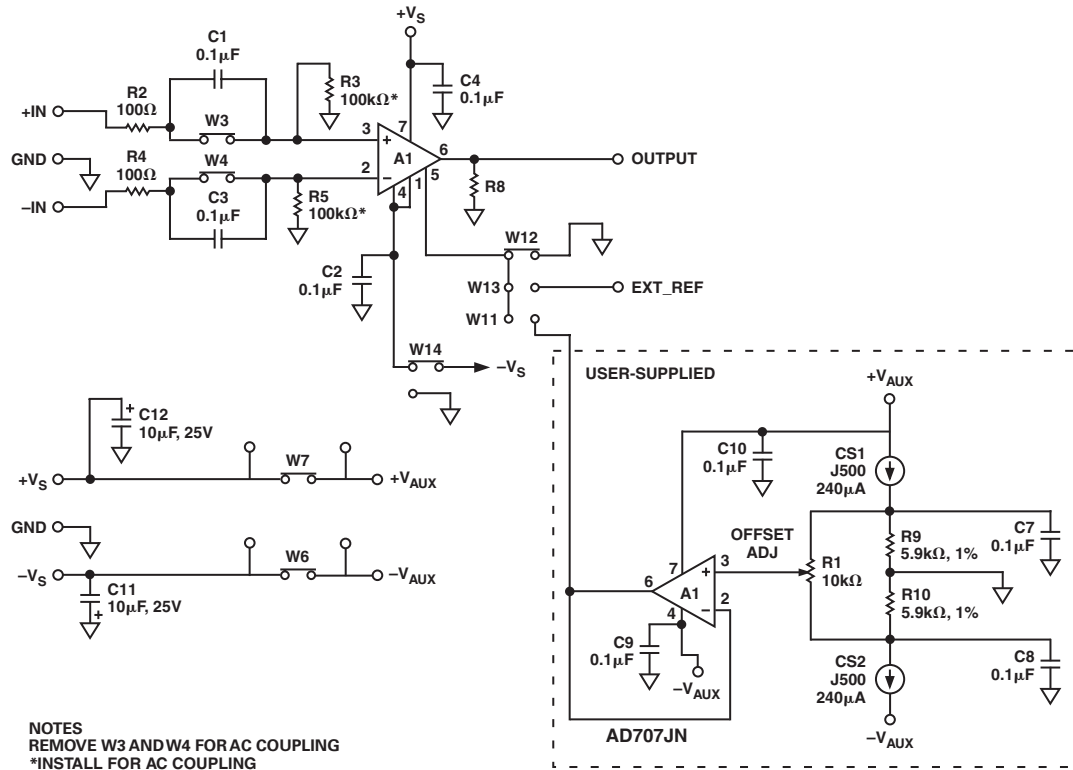 +VS
C1
0.1μF
R2
100Ω
R3
100kΩ*
C4
0.1μF
+IN
W3
3
7
+
6
A1
OUTPUT
GND
R4
100Ω
W4
2
–
4
1
5
R8
–IN
C3
0.1μF
R5
100kΩ*
W12
C2
0.1μF
W13
EXT_REF
W11
W14
–VS
USER-SUPPLIED
+VAUX
+
C12
10μF, 25V
C10
0.1μF
CS1
J500
240μA
+VS
W7
+VAUX
GND
OFFSET
ADJ
R9
5.9kΩ, 1%
C7
0.1μF
R1
10kΩ
7
3
+
6
A1
–
2
4
R10
5.9kΩ, 1%
–VS
W6
–VAUX
C11
10μF, 25V
+
C9
0.1μF
–VAUX
CS2
J500
240μA
C8
0.1μF
–VAUX
AD707JN
NOTES
REMOVE W3 AND W4 FOR AC COUPLING
*INSTALL FOR AC COUPLING